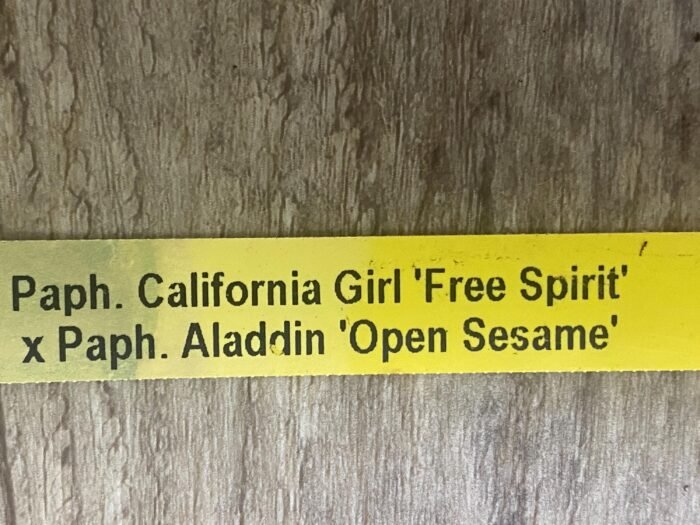 Paph. California Girl 'Free Spirit'
x Paph. Aladdin 'Open Sesame'